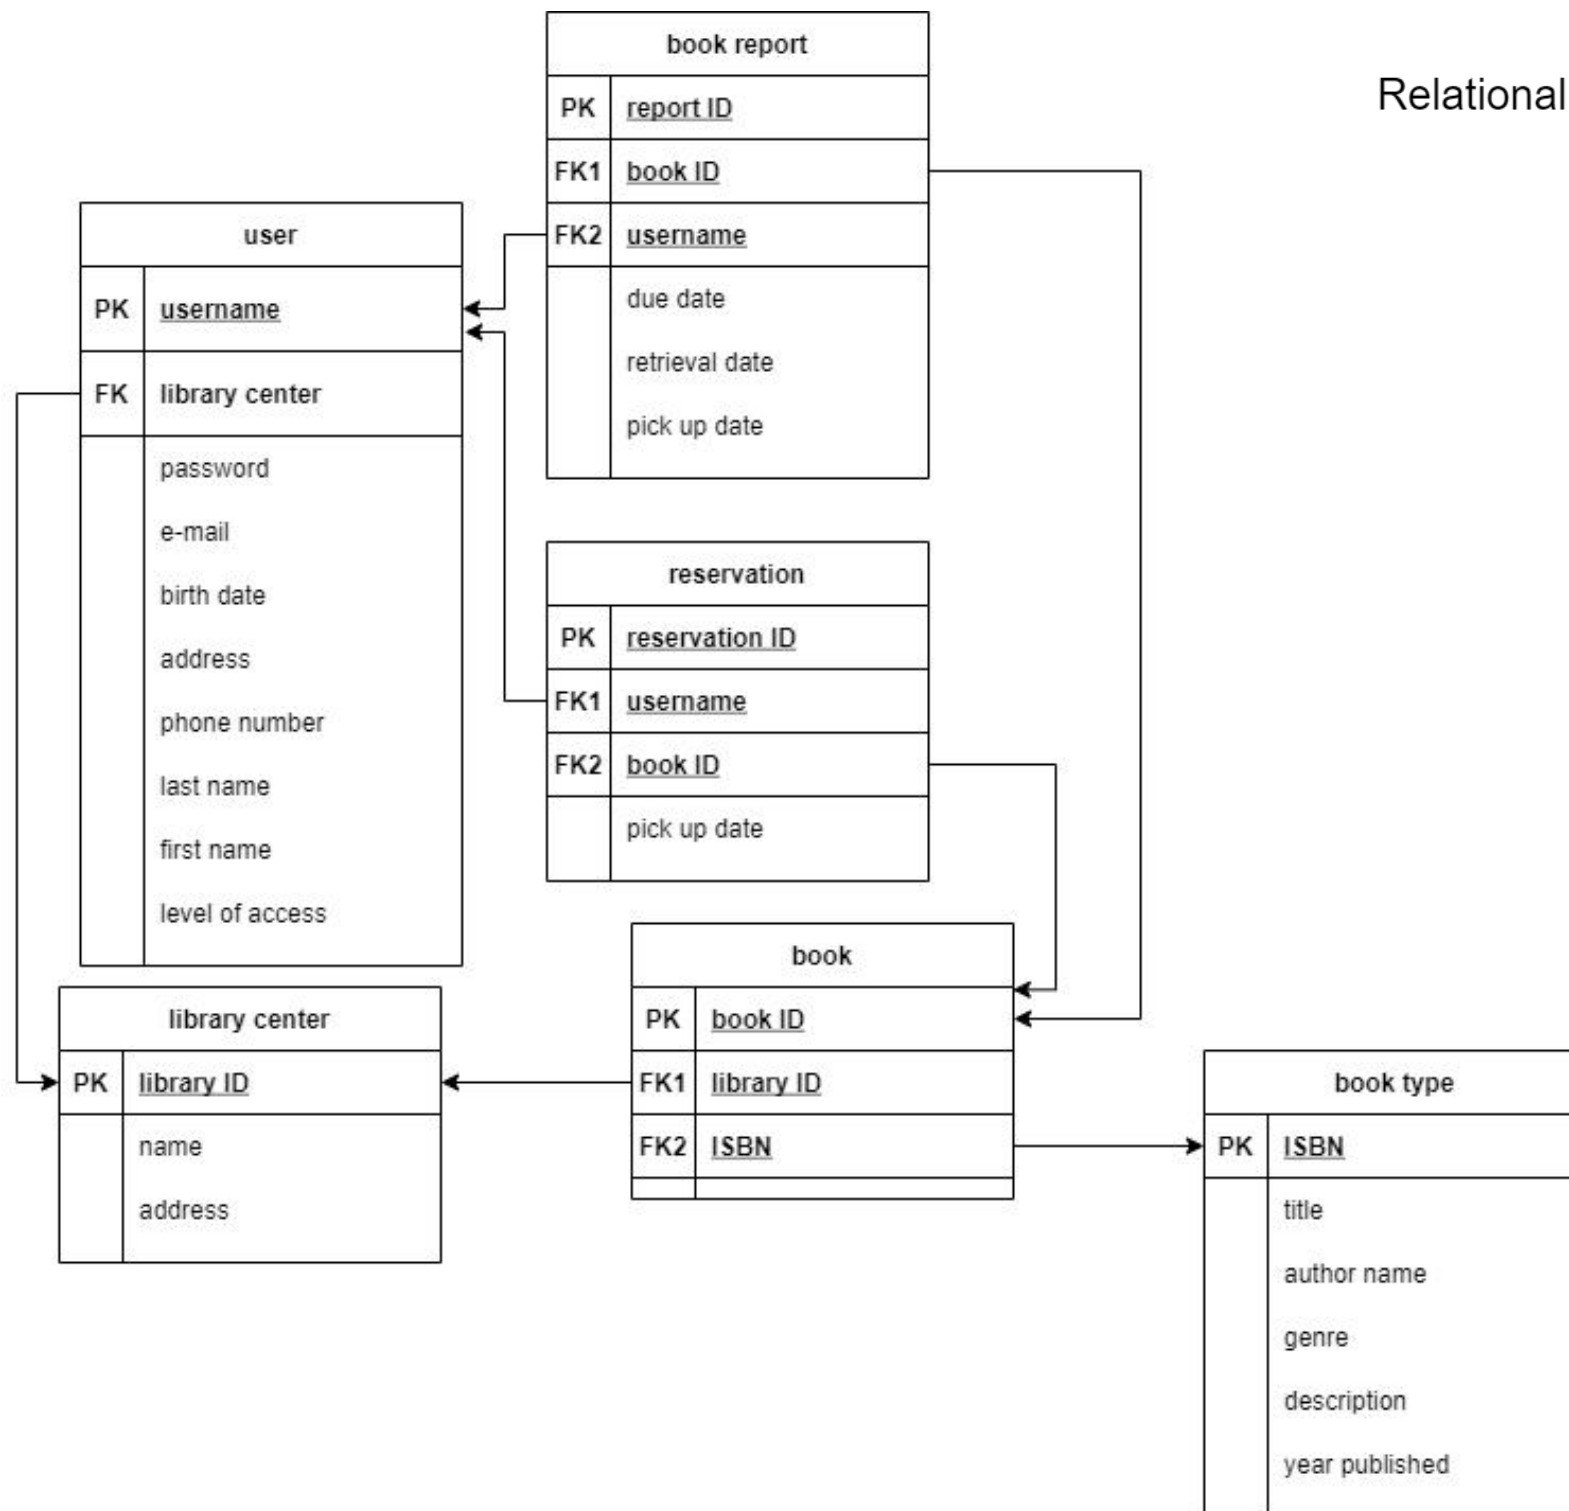 Relational
book report
PK report ID
FK1 book ID
FK2 username
due date
retrieval date
pick up date
user
PK username
FK library center
password
e-mail
birth date
address
phone number
last name
first name
level of access
reservation
PK reservation ID
FK1 username
FK2 book ID
pick up date
library center
PK library ID
name
address
book
PK book ID
FK1 library ID
FK2 ISBN
book type
PK ISBN
title
author name
genre
description
year published